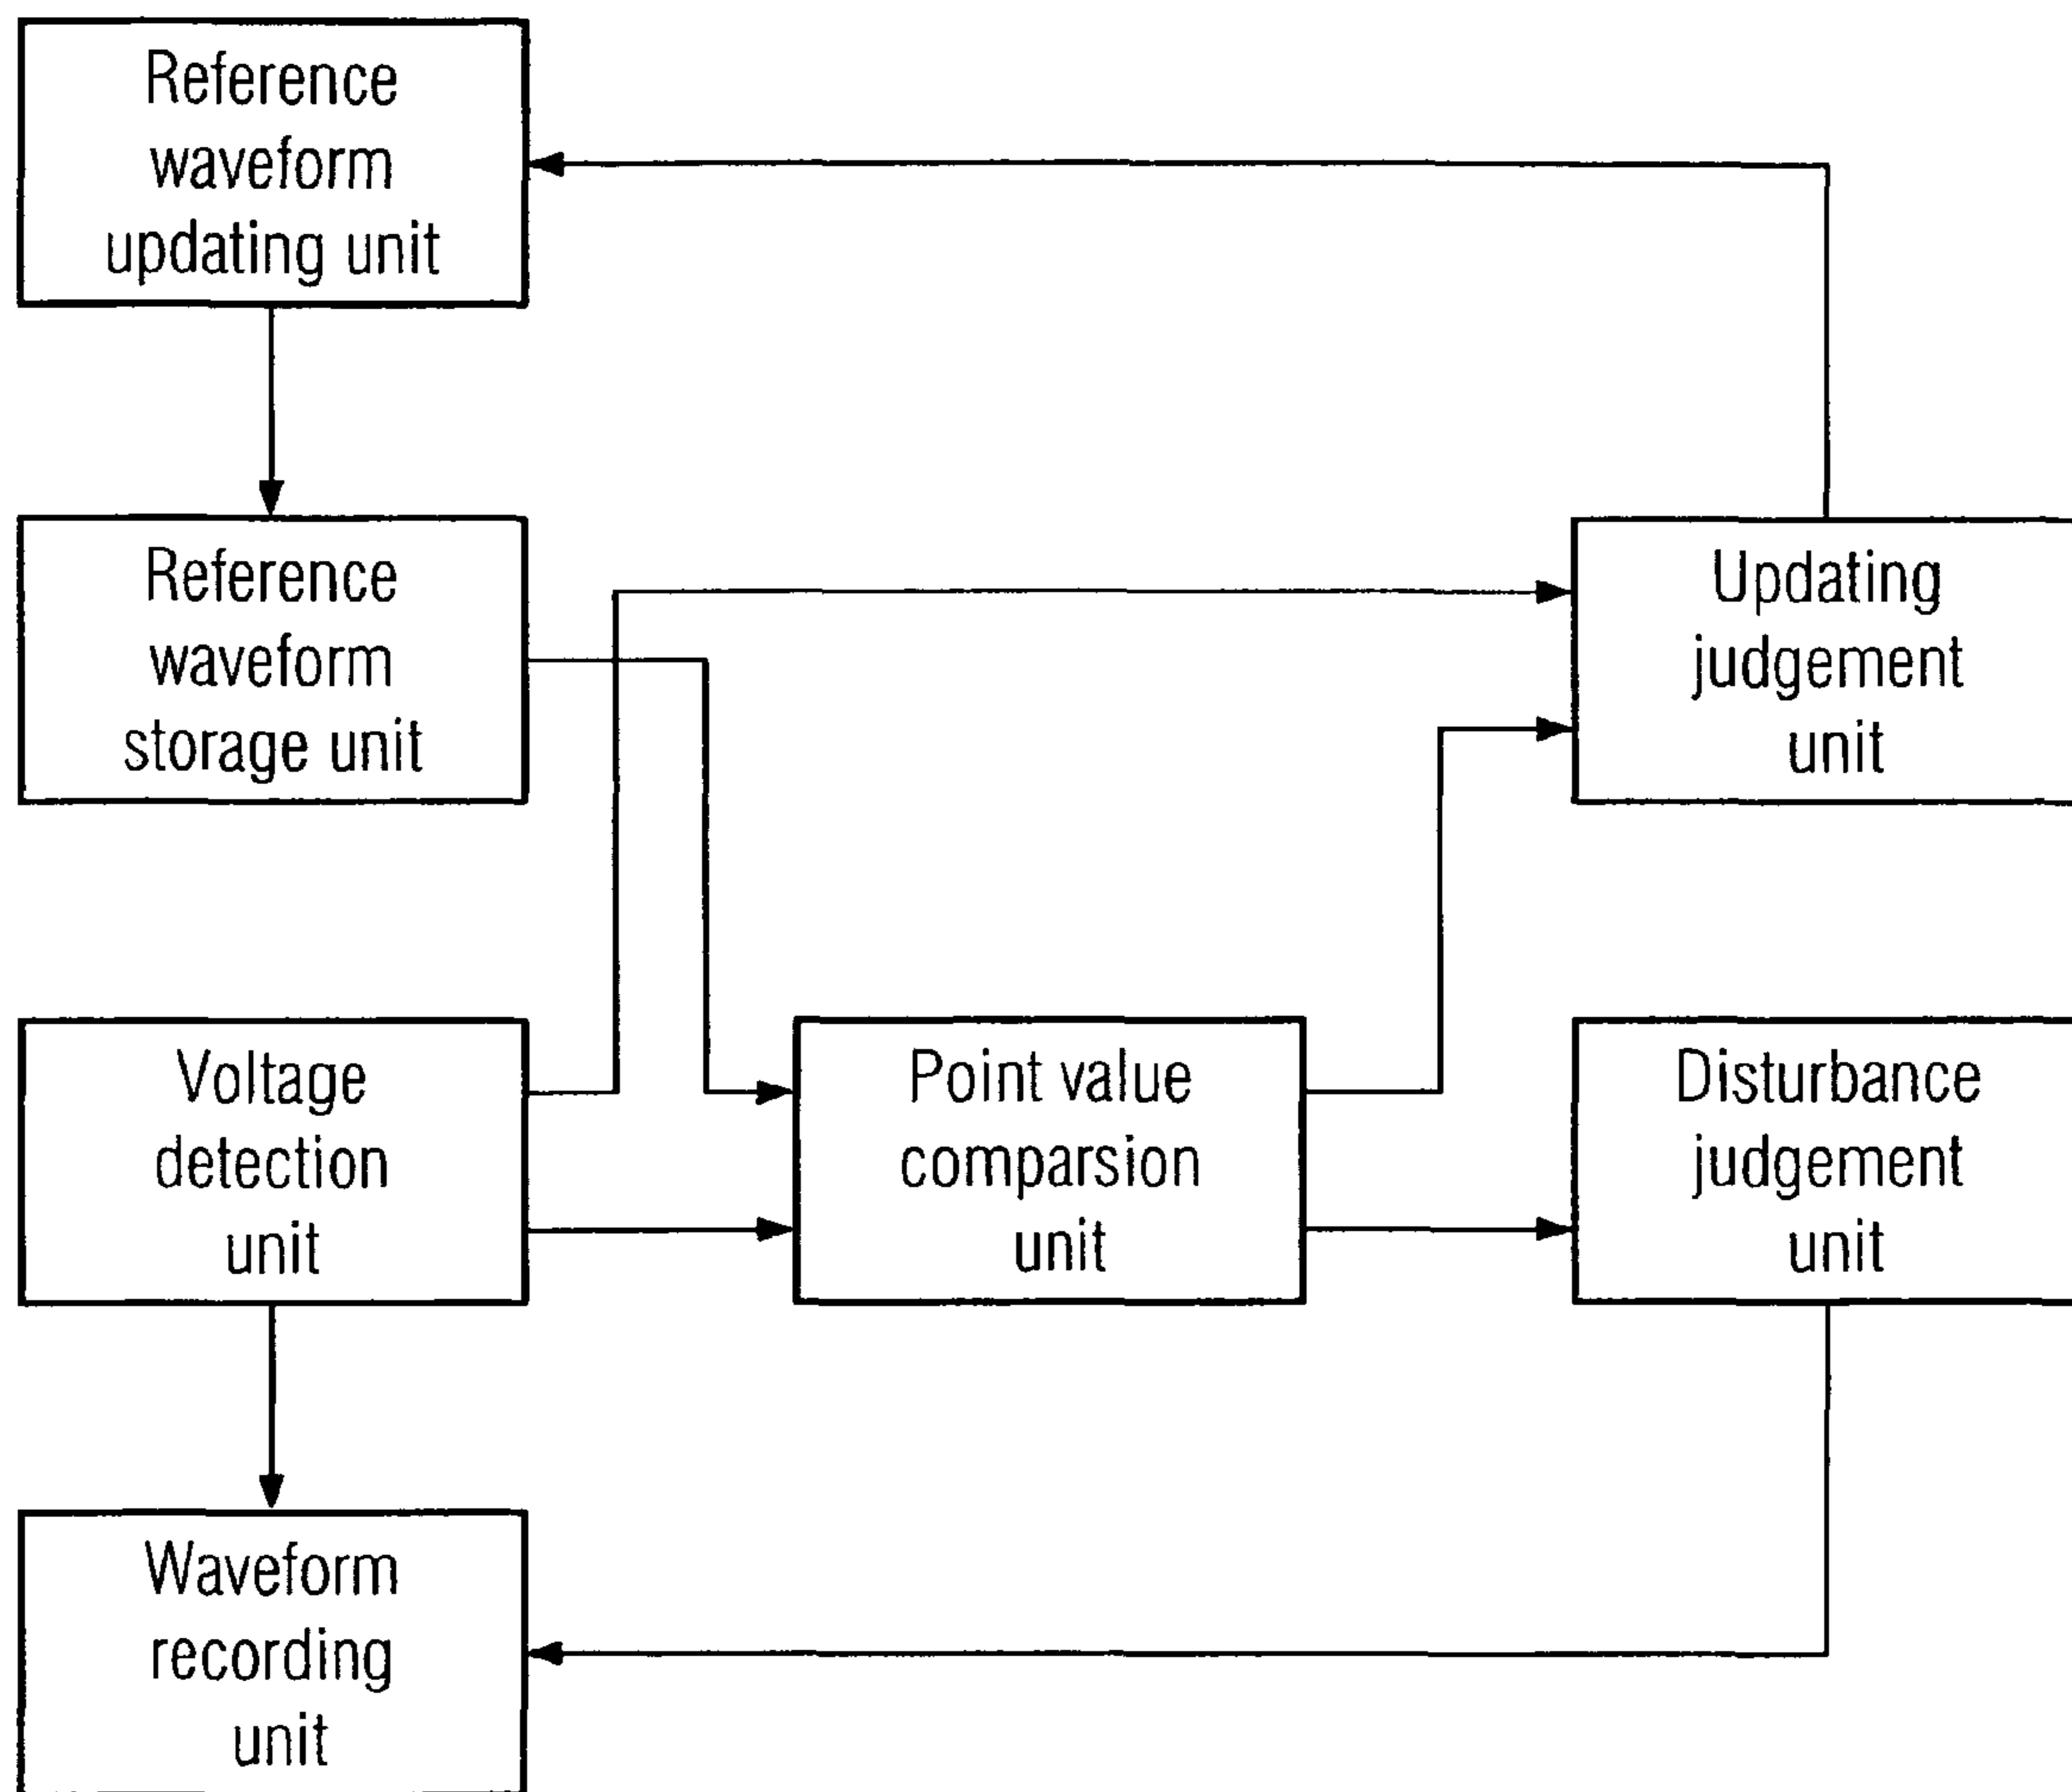 Reference
waveform
updating unit
Reference
waveform
storage unit
Updating
judgement
unit
Voltage
detection
unit
Point value
comparsion
unit
Disturbance
judgement
unit
Waveform
recording
unit